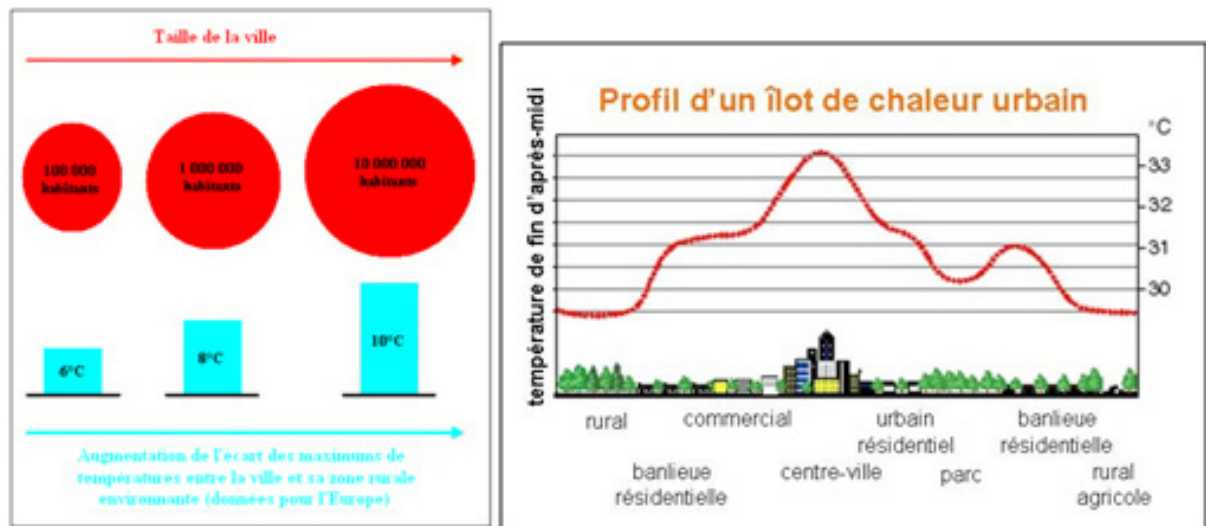 Taille de la ville
100 000
habitants
1 000 000
habitants
10 000 000
habitants
6°C
8°C
10°C
Augmentation de l'écart des maximums de
températures entre la ville et sa zone rurale
environnante (données pour l'Europe)
Profil d'un îlot de chaleur urbain
température de fin d'après-midi
°C
33
32
31
30
rural
commercial
urbain
résidentiel
banlieue
résidentielle
banlieue
résidentielle
centre-ville
parc
rural
agricole